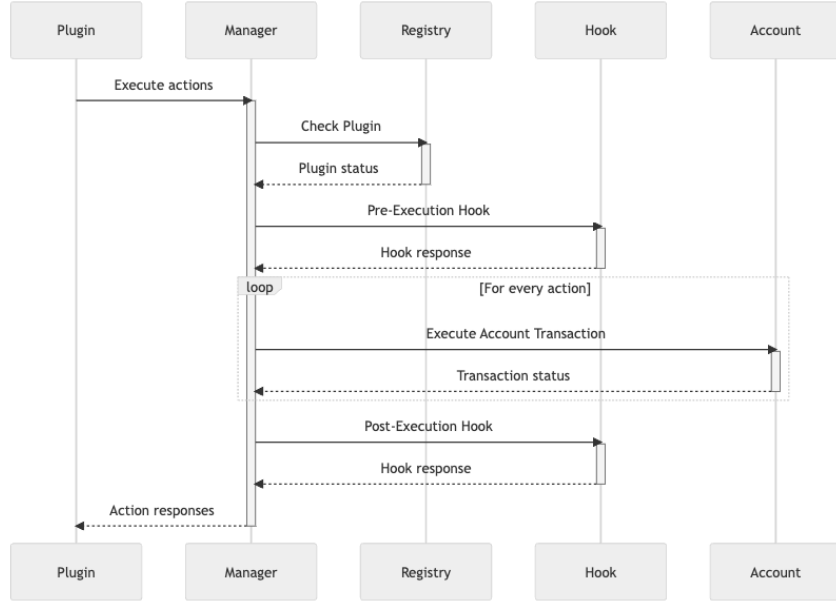 Plugin
Manager
Registry
Hook
Account
Execute actions
Check Plugin
Plugin status
Pre-Execution Hook
Hook response
loop
[For every action]
Execute Account Transaction
Transaction status
Post-Execution Hook
Hook response
Action responses
Plugin
Manager
Registry
Hook
Account